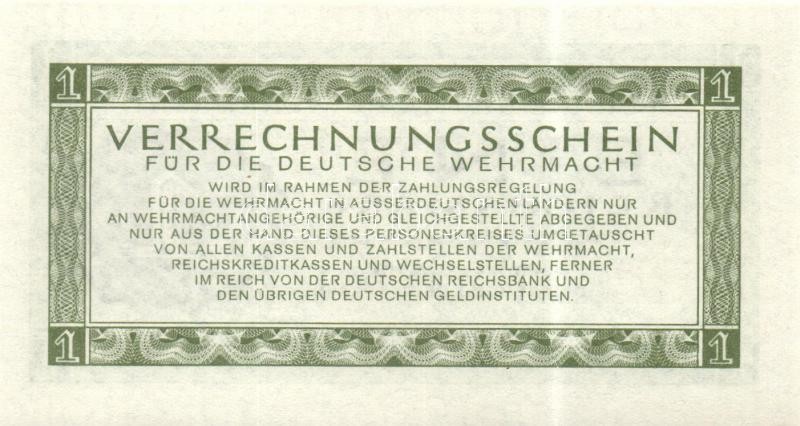 1 1
VERRECHNUNGSSCHEIN
FÜR DIE DEUTSCHE WEHRMACHT
WIRD IM RAHMEN DER ZAHLUNGSREGELUNG
FÜR DIE WEHRMACHT IN AUSSERDEUTSCHEN LÄNDERN NUR
AN WEHRMACHTANGEHÖRIGE UND GLEICHGESTELLTE ABGEGEBEN UND
NUR AUS DER HAND DIESES PERSONENKREISES UMGETAUSCHT
VON ALLEN KASSEN UND ZAHLSTELLEN DER WEHRMACHT,
REICHSKREDITKASSEN UND WECHSELSTELLEN, FERNER
IM REICH VON DER DEUTSCHEN REICHSBANK UND
DEN ÜBRIGEN DEUTSCHEN GELDINSTITUTEN.
1 1